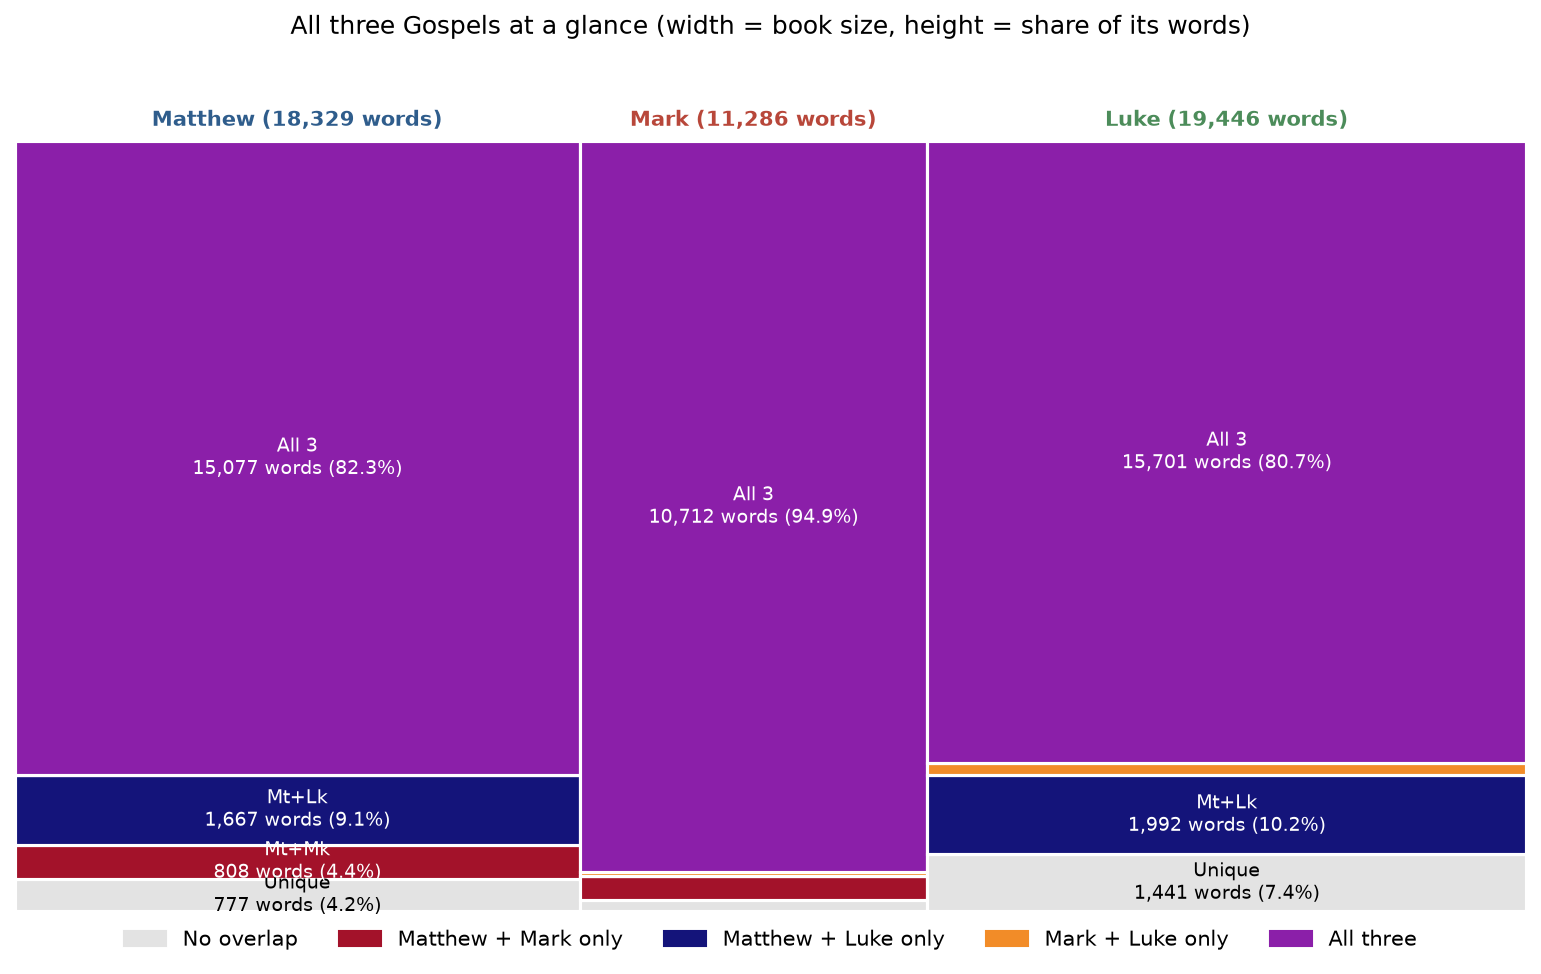 All three Gospels at a glance (width = book size, height = share of its words)
Matthew (18,329 words)
Mark (11,286 words)
Luke (19,446 words)
All 3
15,077 words (82.3%)
Mt+Lk
1,667 words (9.1%)
Mt+Mk
808 words (4.4%)
Unique
777 words (4.2%)
All 3
10,712 words (94.9%)
All 3
15,701 words (80.7%)
Mt+Lk
1,992 words (10.2%)
Unique
1,441 words (7.4%)
No overlap
Matthew + Mark only
Matthew + Luke only
Mark + Luke only
All three